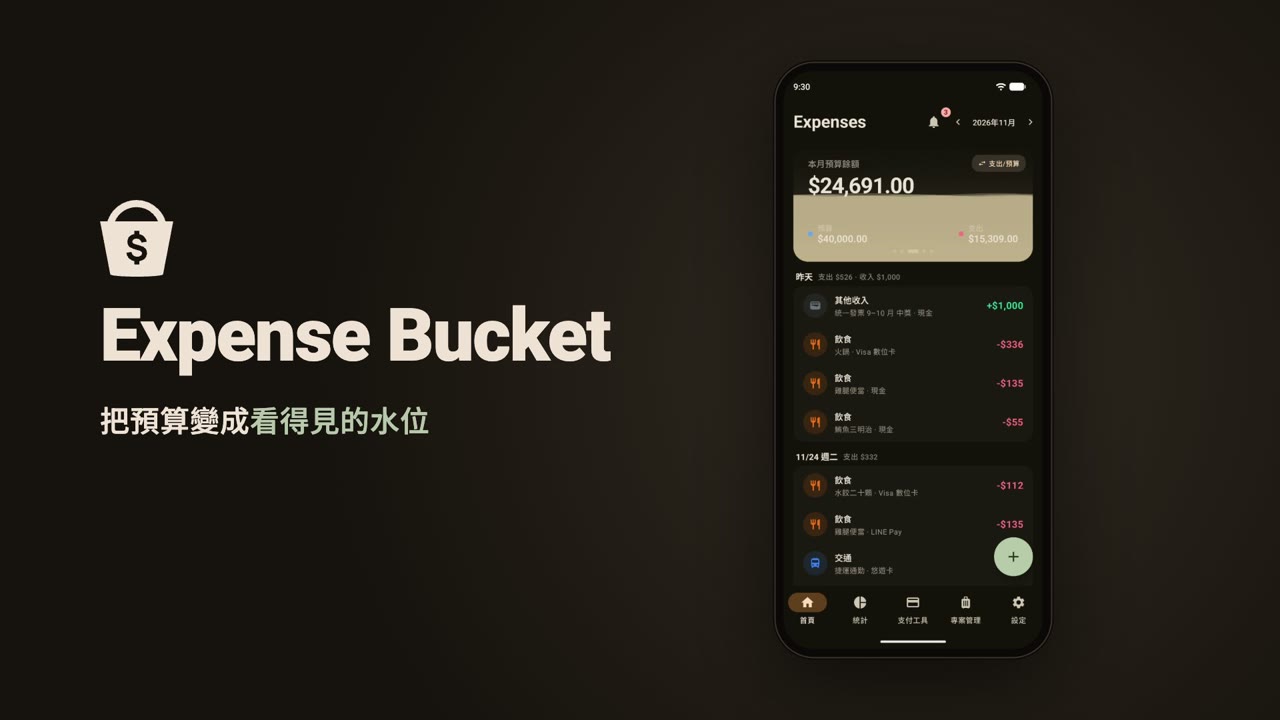 $
Expense Bucket
把預算變成看得見的水位
9:30
Expenses
3
2026年11月
本月預算餘額
支出/預算
$24,691.00
預算
支出
$40,000.00
$15,309.00
昨天 支出 $526 · 收入 $1,000
其他收入
統一發票 9–10 月 中獎 · 現金
+$1,000
飲食
火鍋 · Visa 數位卡
-$336
飲食
雞腿便當 · 現金
-$135
飲食
鮪魚三明治 · 現金
-$55
11/24 週二 支出 $332
飲食
水餃二十顆 · Visa 數位卡
-$112
飲食
雞腿便當 · LINE Pay
-$135
交通
捷運通勤 · 悠遊卡
首頁
統計
支付工具
專案管理
設定